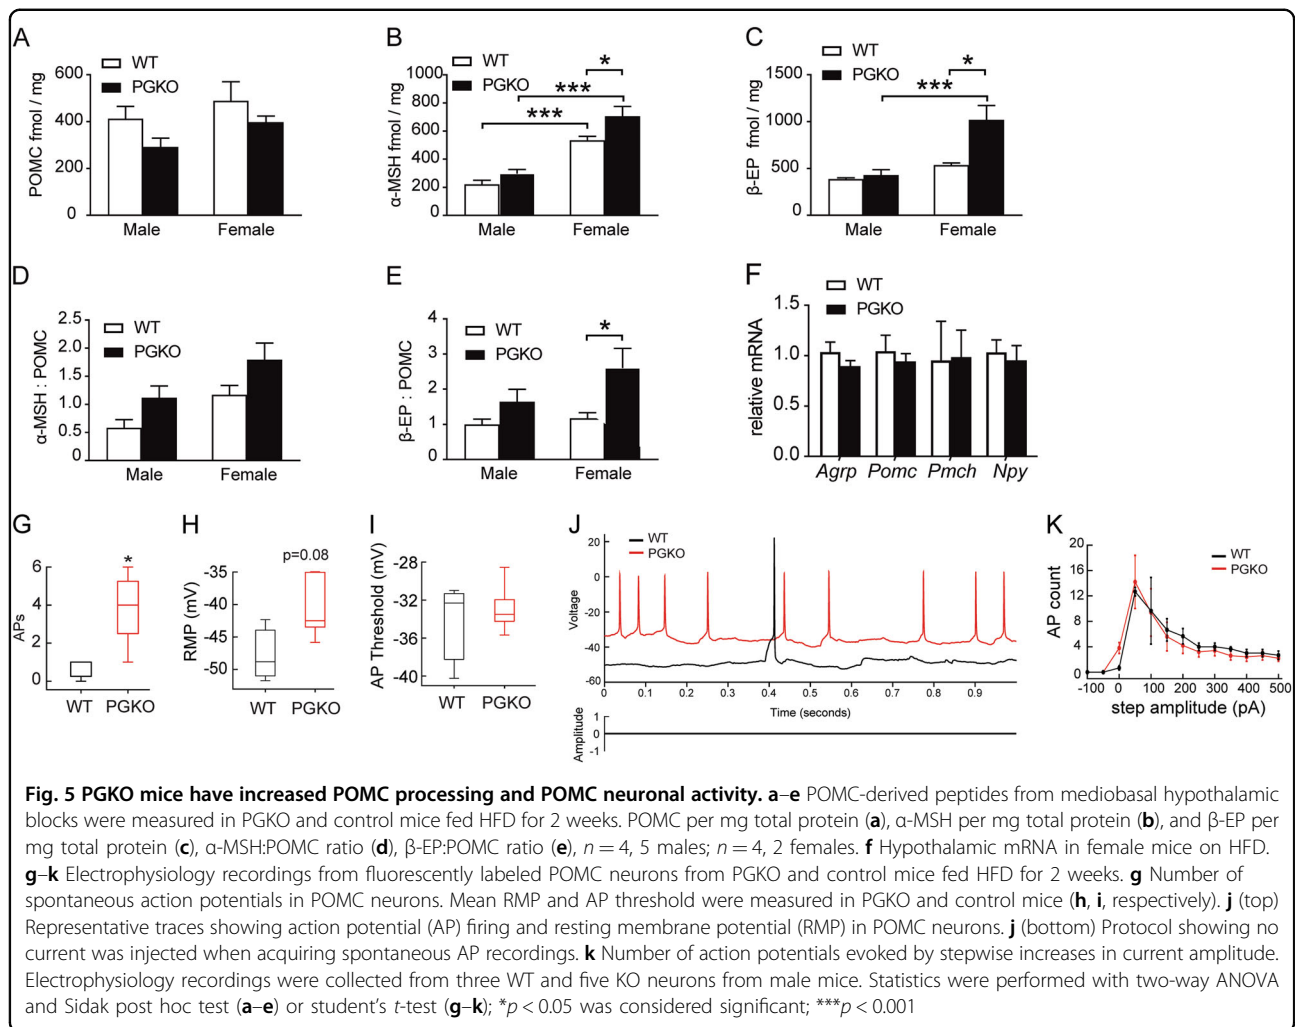 A
WT
PGKO
POMC fmol / mg
600
400
200
0
Male
Female
B
WT
PGKO
α-MSH fmol / mg
1000
800
600
400
200
0
*
***
***
Male
Female
C
WT
PGKO
β-EP fmol / mg
1500
1000
500
0
*
***
Male
Female
D
WT
PGKO
α-MSH : POMC
2.5
2.0
1.5
1.0
0.5
0
Male
Female
E
WT
PGKO
β-EP : POMC
4
3
2
1
0
*
Male
Female
F
WT
PGKO
relative mRNA
1.5
1.0
0.5
0.0
Agrp Pomc Pmch Npy
G
APs
6
4
2
0
*
WT PGKO
H
p=0.08
RMP (mV)
-35
-40
-45
-50
WT PGKO
I
AP Threshold (mV)
-28
-32
-36
-40
WT PGKO
J
WT
PGKO
Voltage
20
0
-20
-40
-60
0 0.1 0.2 0.3 0.4 0.5 0.6 0.7 0.8 0.9
Time (seconds)
Amplitude
1
0
-1
K
WT
PGKO
AP count
20
16
12
8
4
0
-100 0 100 200 300 400 500
step amplitude (pA)
Fig. 5 PGKO mice have increased POMC processing and POMC neuronal activity. a–e POMC-derived peptides from mediobasal hypothalamic
blocks were measured in PGKO and control mice fed HFD for 2 weeks. POMC per mg total protein (a), α-MSH per mg total protein (b), and β-EP per
mg total protein (c), α-MSH:POMC ratio (d), β-EP:POMC ratio (e), n = 4, 5 males; n = 4, 2 females. f Hypothalamic mRNA in female mice on HFD.
g–k Electrophysiology recordings from fluorescently labeled POMC neurons from PGKO and control mice fed HFD for 2 weeks. g Number of
spontaneous action potentials in POMC neurons. Mean RMP and AP threshold were measured in PGKO and control mice (h, i, respectively). j (top)
Representative traces showing action potential (AP) firing and resting membrane potential (RMP) in POMC neurons. j (bottom) Protocol showing no
current was injected when acquiring spontaneous AP recordings. k Number of action potentials evoked by stepwise increases in current amplitude.
Electrophysiology recordings were collected from three WT and five KO neurons from male mice. Statistics were performed with two-way ANOVA
and Sidak post hoc test (a–e) or student's t-test (g–k); *p < 0.05 was considered significant; ***p < 0.001